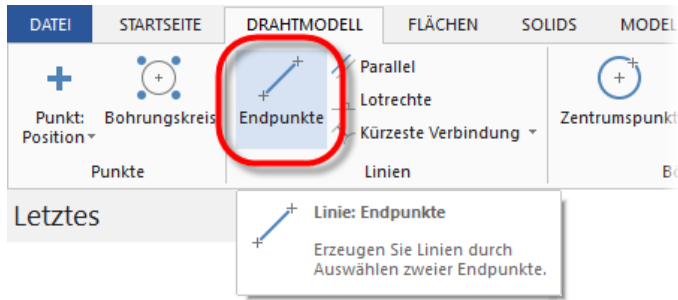 DATEI STARTSEITE DRAHTMODELL FLÄCHEN SOLIDS MODEL
Parallel
Lotrechte
Kürzeste Verbindung
Punkt:
Position
Bohrungskreis
Endpunkte
Zentrumspunkt
Punkte
Linien
Bö
Letztes
Linie: Endpunkte
Erzeugen Sie Linien durch
Auswählen zweier Endpunkte.